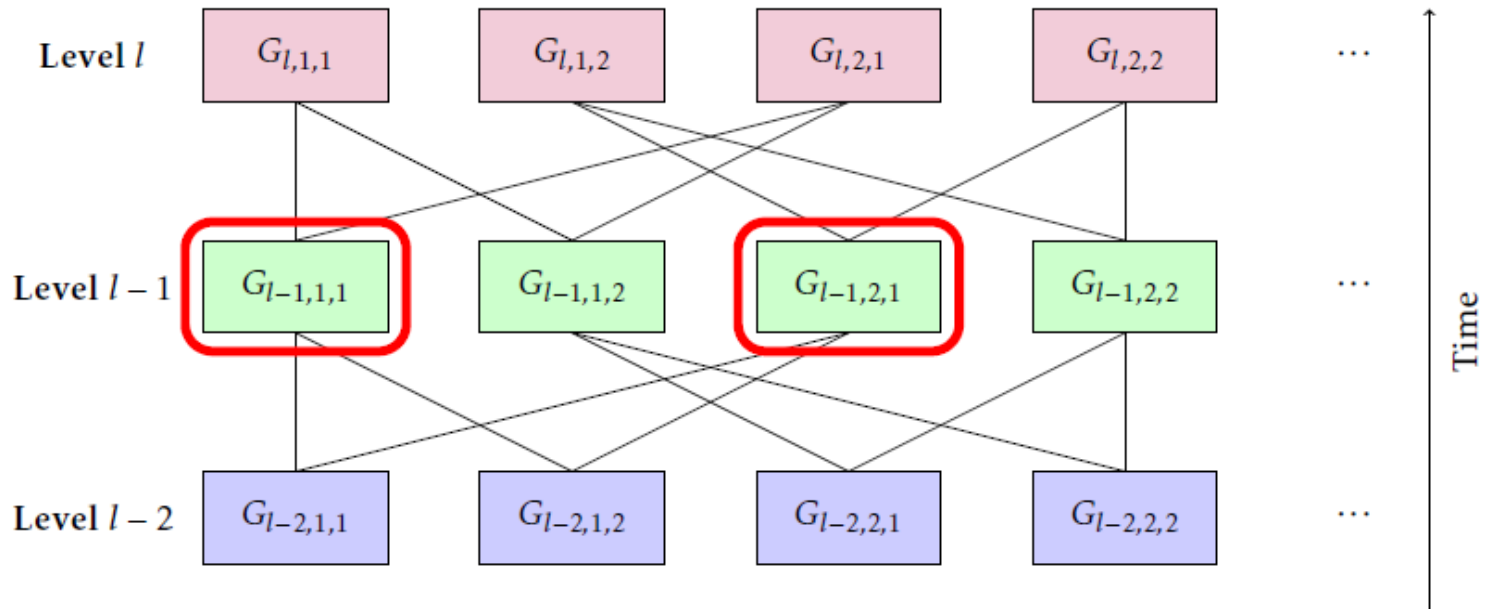 Level l G_{l,1,1} G_{l,1,2} G_{l,2,1} G_{l,2,2} ...
Level l − 1 G_{l−1,1,1} G_{l−1,1,2} G_{l−1,2,1} G_{l−1,2,2} ...
Time
Level l − 2 G_{l−2,1,1} G_{l−2,1,2} G_{l−2,2,1} G_{l−2,2,2} ...